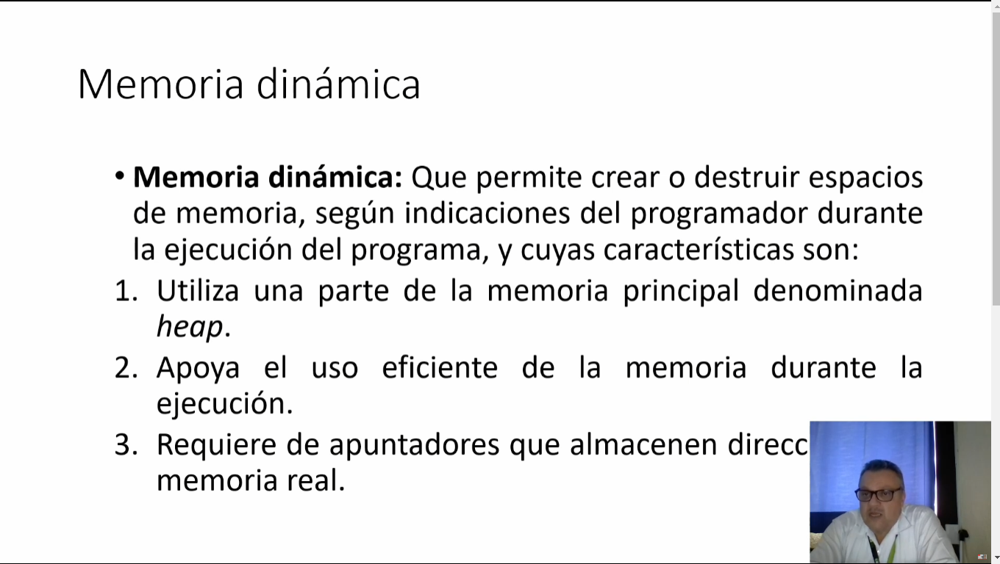 Memoria dinámica
• Memoria dinámica: Que permite crear o destruir espacios
de memoria, según indicaciones del programador durante
la ejecución del programa, y cuyas características son:
1. Utiliza una parte de la memoria principal denominada
heap.
2. Apoya el uso eficiente de la memoria durante la
ejecución.
3. Requiere de apuntadores que almacenen
memoria real.